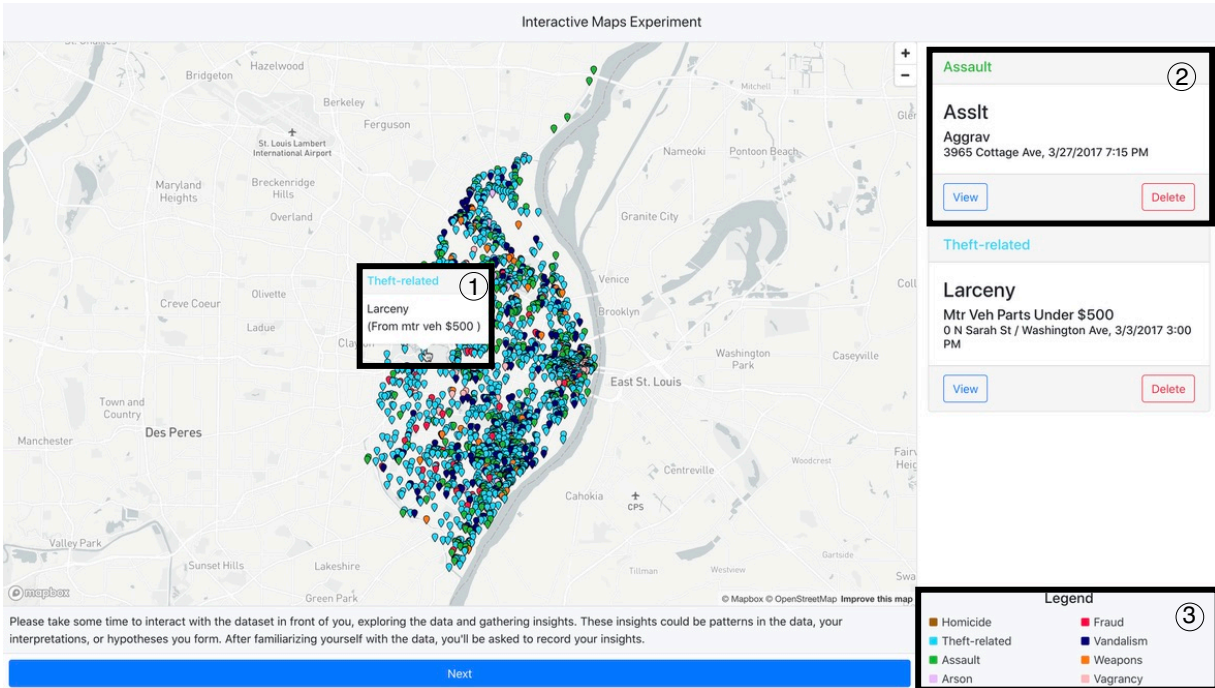 Interactive Maps Experiment
Hazelwood
Bridgeton
Berkeley
Ferguson
St. Louis Lambert
International Airport
Maryland
Heights
Breckenridge
Hills
Overland
Creve Coeur
Olivette
Ladue
Town and
Country
Des Peres
Manchester
Valley Park
Sunset Hills
Lakeshire
Green Park
Mitchell
Nameoki
Pontoon Beach
Granite City
Venice
Brooklyn
Washington
Park
Caseyville
East St. Louis
Centreville
Woodcrest
Cahokia
CPS
Gartside
Tillman
Westview
+
−
①
Theft-related
Larceny
(From mtr veh $500 )
mapbox
© Mapbox © OpenStreetMap Improve this map
②
Assault
Asslt
Aggrav
3965 Cottage Ave, 3/27/2017 7:15 PM
View
Delete
Theft-related
Larceny
Mtr Veh Parts Under $500
0 N Sarah St / Washington Ave, 3/3/2017 3:00
PM
View
Delete
③
Legend
Homicide
Theft-related
Assault
Arson
Fraud
Vandalism
Weapons
Vagrancy
Please take some time to interact with the dataset in front of you, exploring the data and gathering insights. These insights could be patterns in the data, your
interpretations, or hypotheses you form. After familiarizing yourself with the data, you'll be asked to record your insights.
Next